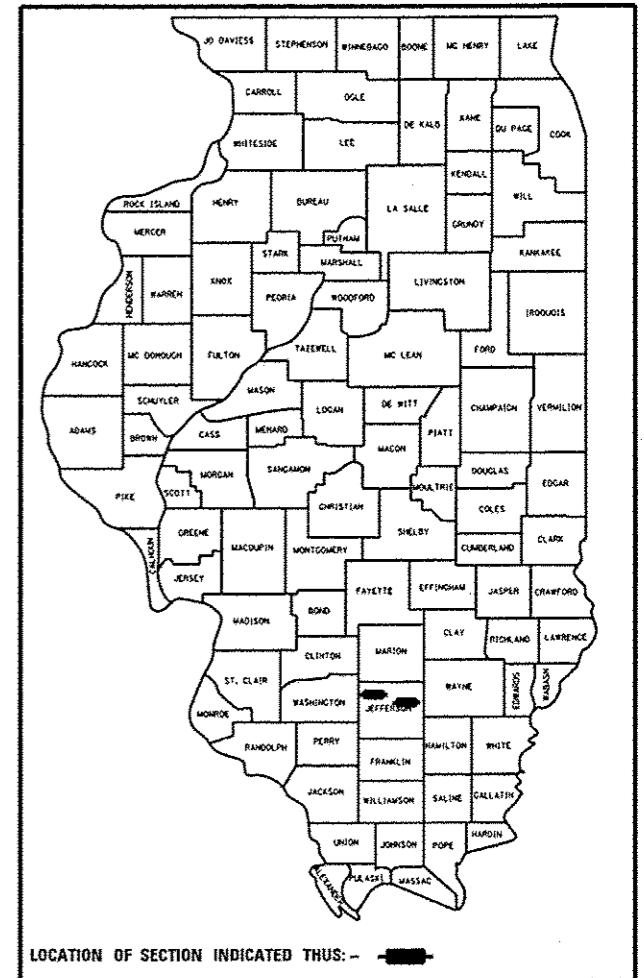 JO DAVIESS STEPHENSON WINNEBAGO BOONE MC HENRY LAKE
CARROLL OGLE DE KALB KANE DU PAGE COOK
WHITESIDE LEE
KENDALL WILL
ROCK ISLAND HENRY BUREAU LA SALLE GRUNDY
MERCER PUTNAM
STARK MARSHALL KANKAKEE
HENDERSON WARREN KNOX PEORIA WOODFORD LIVINGSTON
IROQUOIS
HANCOCK MC DONOUGH FULTON TAZEWELL MC LEAN FORD
SCHUYLER MASON
ADAMS BROWN CASS MENARD LOGAN DE WITT PIATT CHAMPAIGN VERMILION
MACON
PIKE SCOTT MORGAN SANGAMON MOULTRIE DOUGLAS EDGAR
CHRISTIAN COLES
CALHOUN GREENE MACOUPIN MONTGOMERY SHELBY CUMBERLAND CLARK
JERSEY
FAYETTE EFFINGHAM JASPER CRAWFORD
MADISON BOND
CLAY RICHLAND LAWRENCE
CLINTON MARION
ST. CLAIR WAYNE EDWARDS WABASH
WASHINGTON JEFFERSON
MONROE
RANDOLPH PERRY HAMILTON WHITE
FRANKLIN
JACKSON WILLIAMSON SALINE GALLATIN
UNION JOHNSON POPE HARDIN
ALEXANDER PULASKI MASSAC
LOCATION OF SECTION INDICATED THUS: -